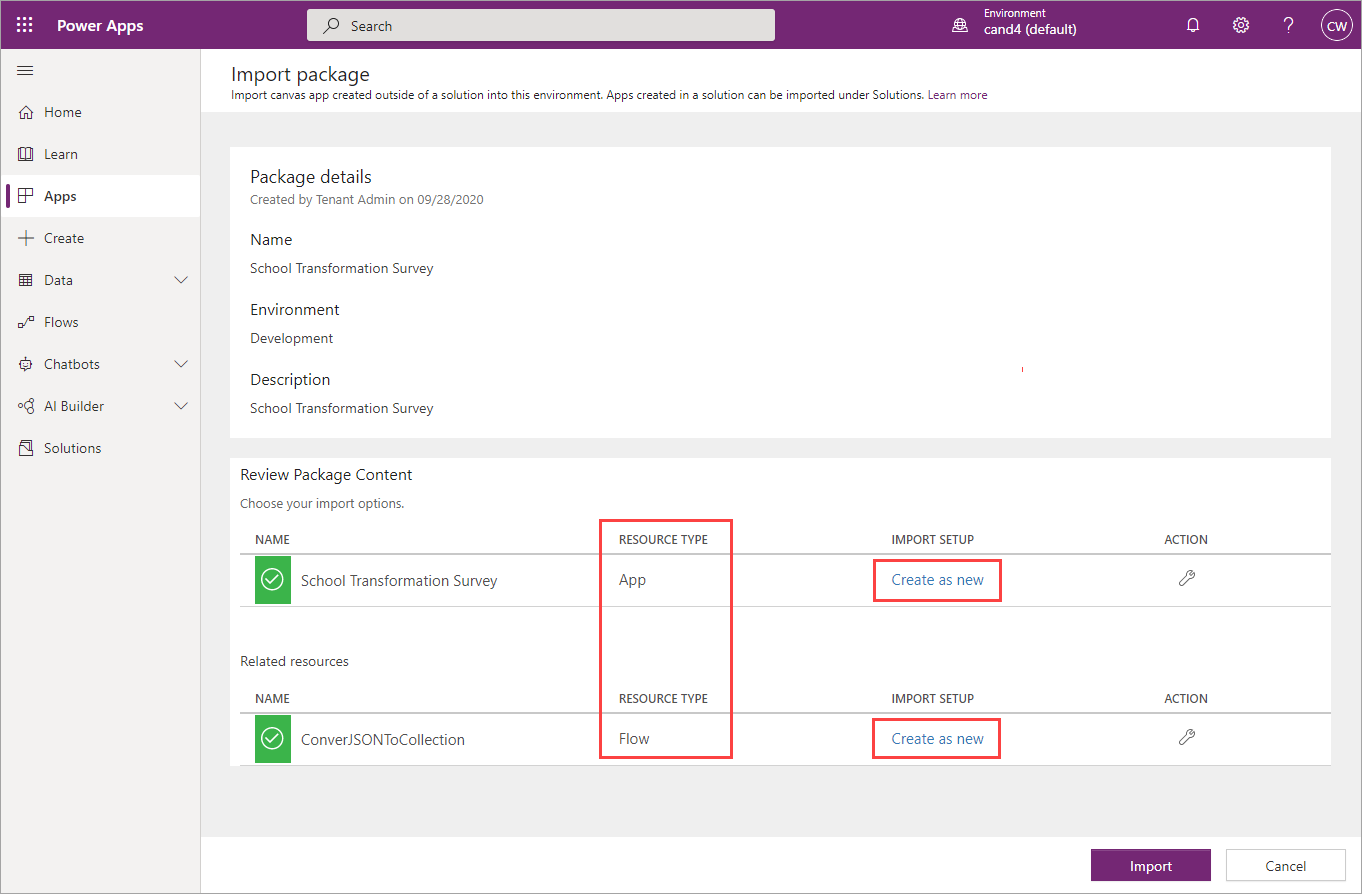 Power Apps
Search
Environment
cand4 (default)
?
CW
Home
Learn
Apps
Create
Data
Flows
Chatbots
AI Builder
Solutions
Import package
Import canvas app created outside of a solution into this environment. Apps created in a solution can be imported under Solutions. Learn more
Package details
Created by Tenant Admin on 09/28/2020
Name
School Transformation Survey
Environment
Development
Description
School Transformation Survey
Review Package Content
Choose your import options.
NAME RESOURCE TYPE IMPORT SETUP ACTION
School Transformation Survey App Create as new
Related resources
NAME RESOURCE TYPE IMPORT SETUP ACTION
ConverJSONToCollection Flow Create as new
Import Cancel